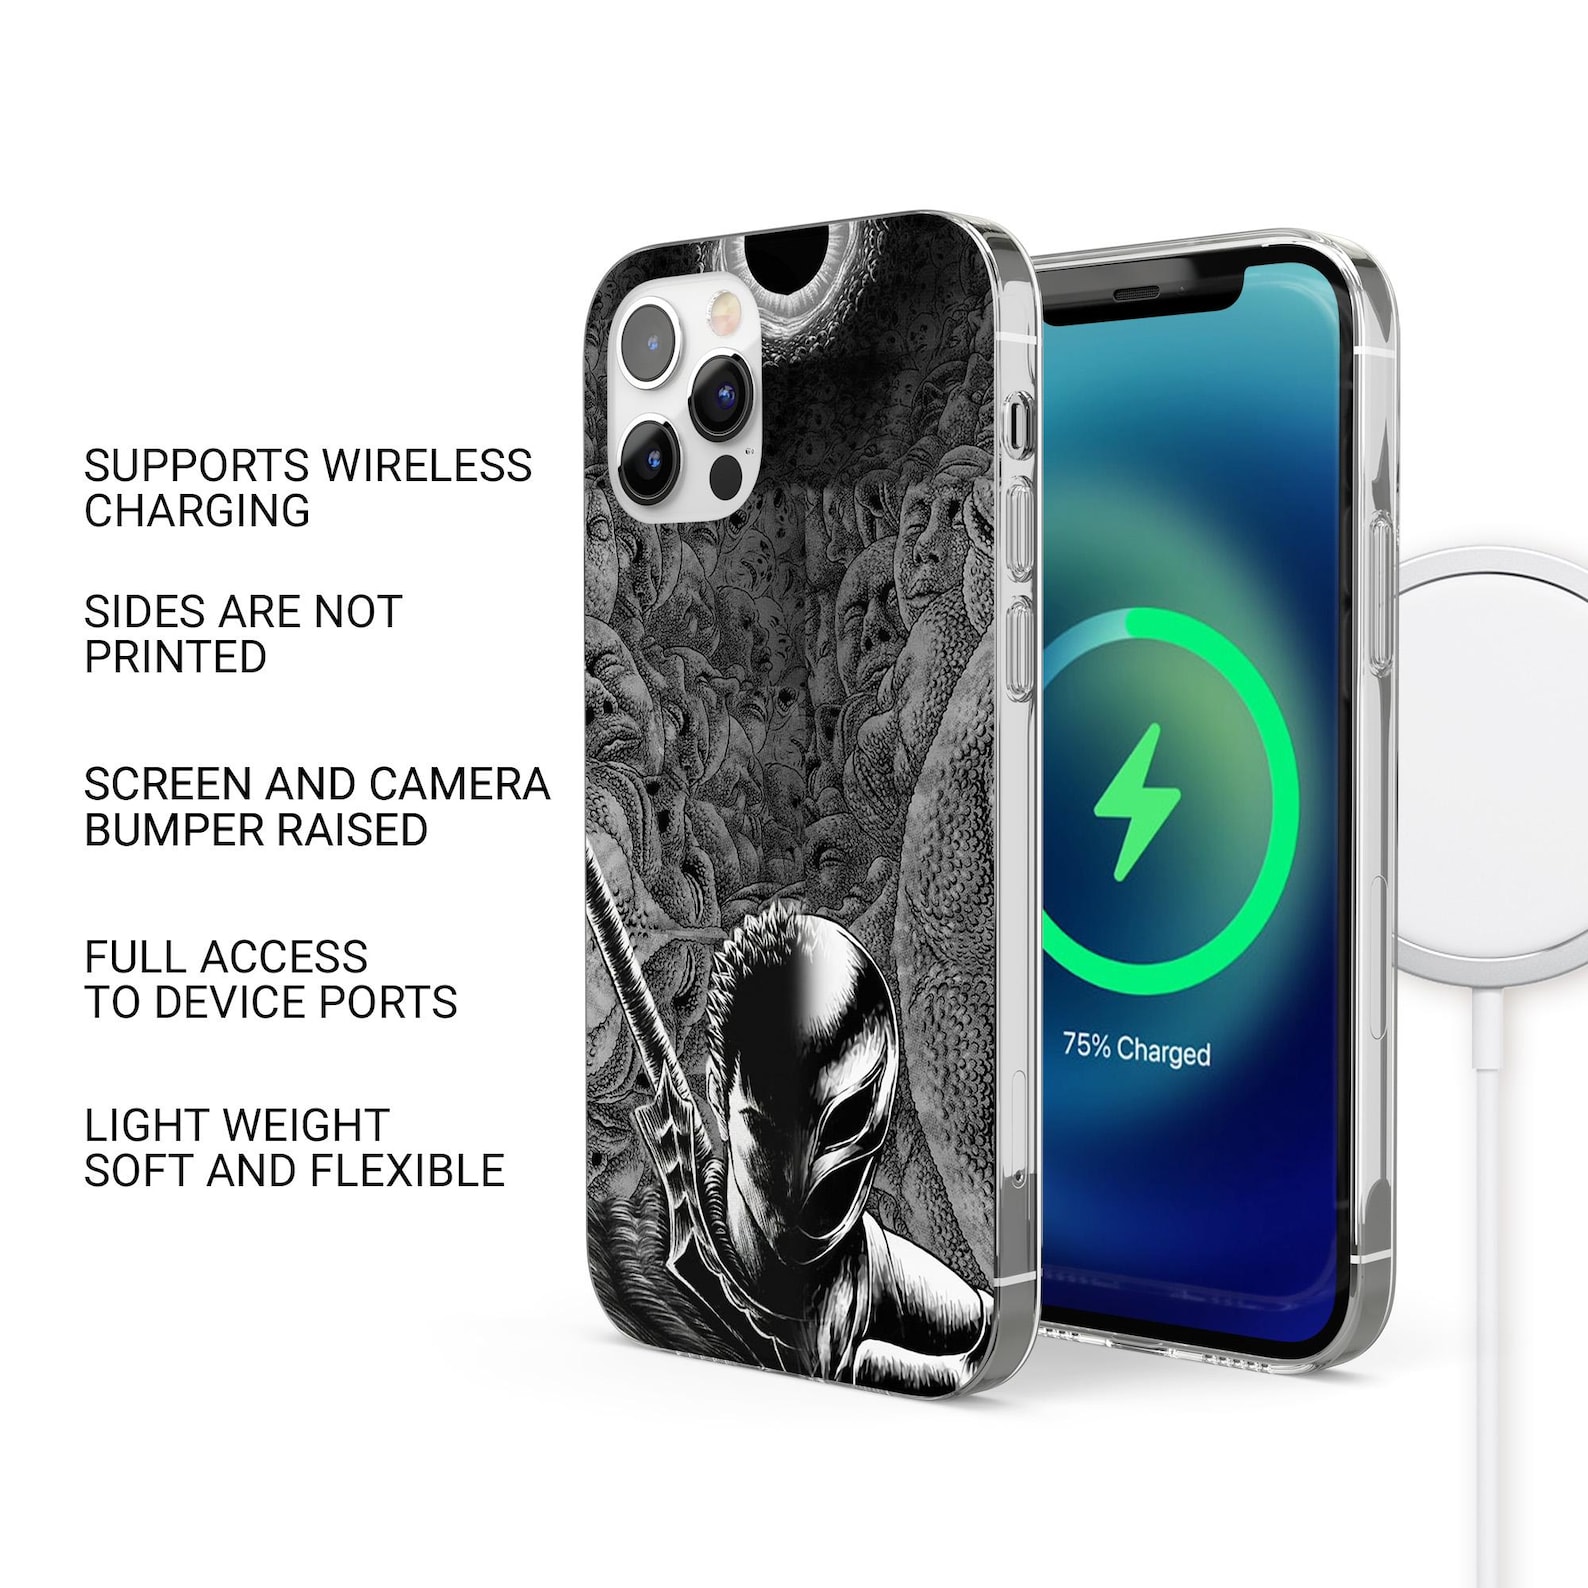 SUPPORTS WIRELESS
CHARGING
SIDES ARE NOT
PRINTED
SCREEN AND CAMERA
BUMPER RAISED
FULL ACCESS
TO DEVICE PORTS
LIGHT WEIGHT
SOFT AND FLEXIBLE
75% Charged